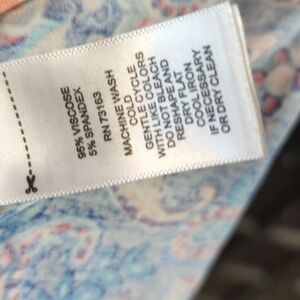 95% VISCOSE
5% SPANDEX
RN 73163
MACHINE WASH
COLD
GENTLE CYCLE
WITH LIKE COLORS
DO NOT BLEACH
RESHAPE AND
DRY FLAT
COOL IRON
IF NECESSARY
OR DRY CLEAN